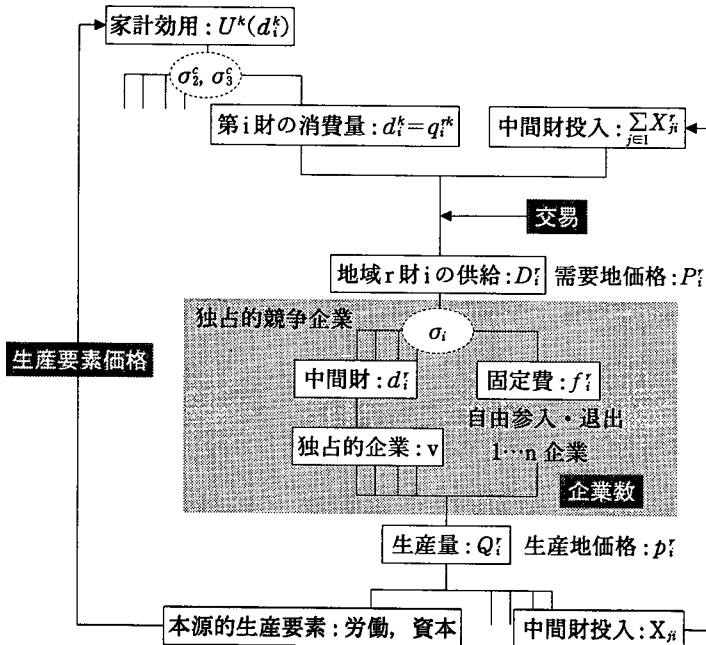 家計効用：U^k(d_i^k)
σ_2^c, σ_3^c
第i財の消費量：d_i^k=q_i^{rk}
中間財投入：∑_{j∈1} X_{ji}^r
交易
地域r財iの供給：D_i^r 需要地価格：P_i^r
独占的競争企業
σ_i
生産要素価格
中間財：d_i^r
固定費：f_i^r
自由参入・退出
独占的企業：v
1…n 企業
企業数
生産量：Q_i^r 生産地価格：p_i^r
本源的生産要素：労働，資本
中間財投入：X_{ji}